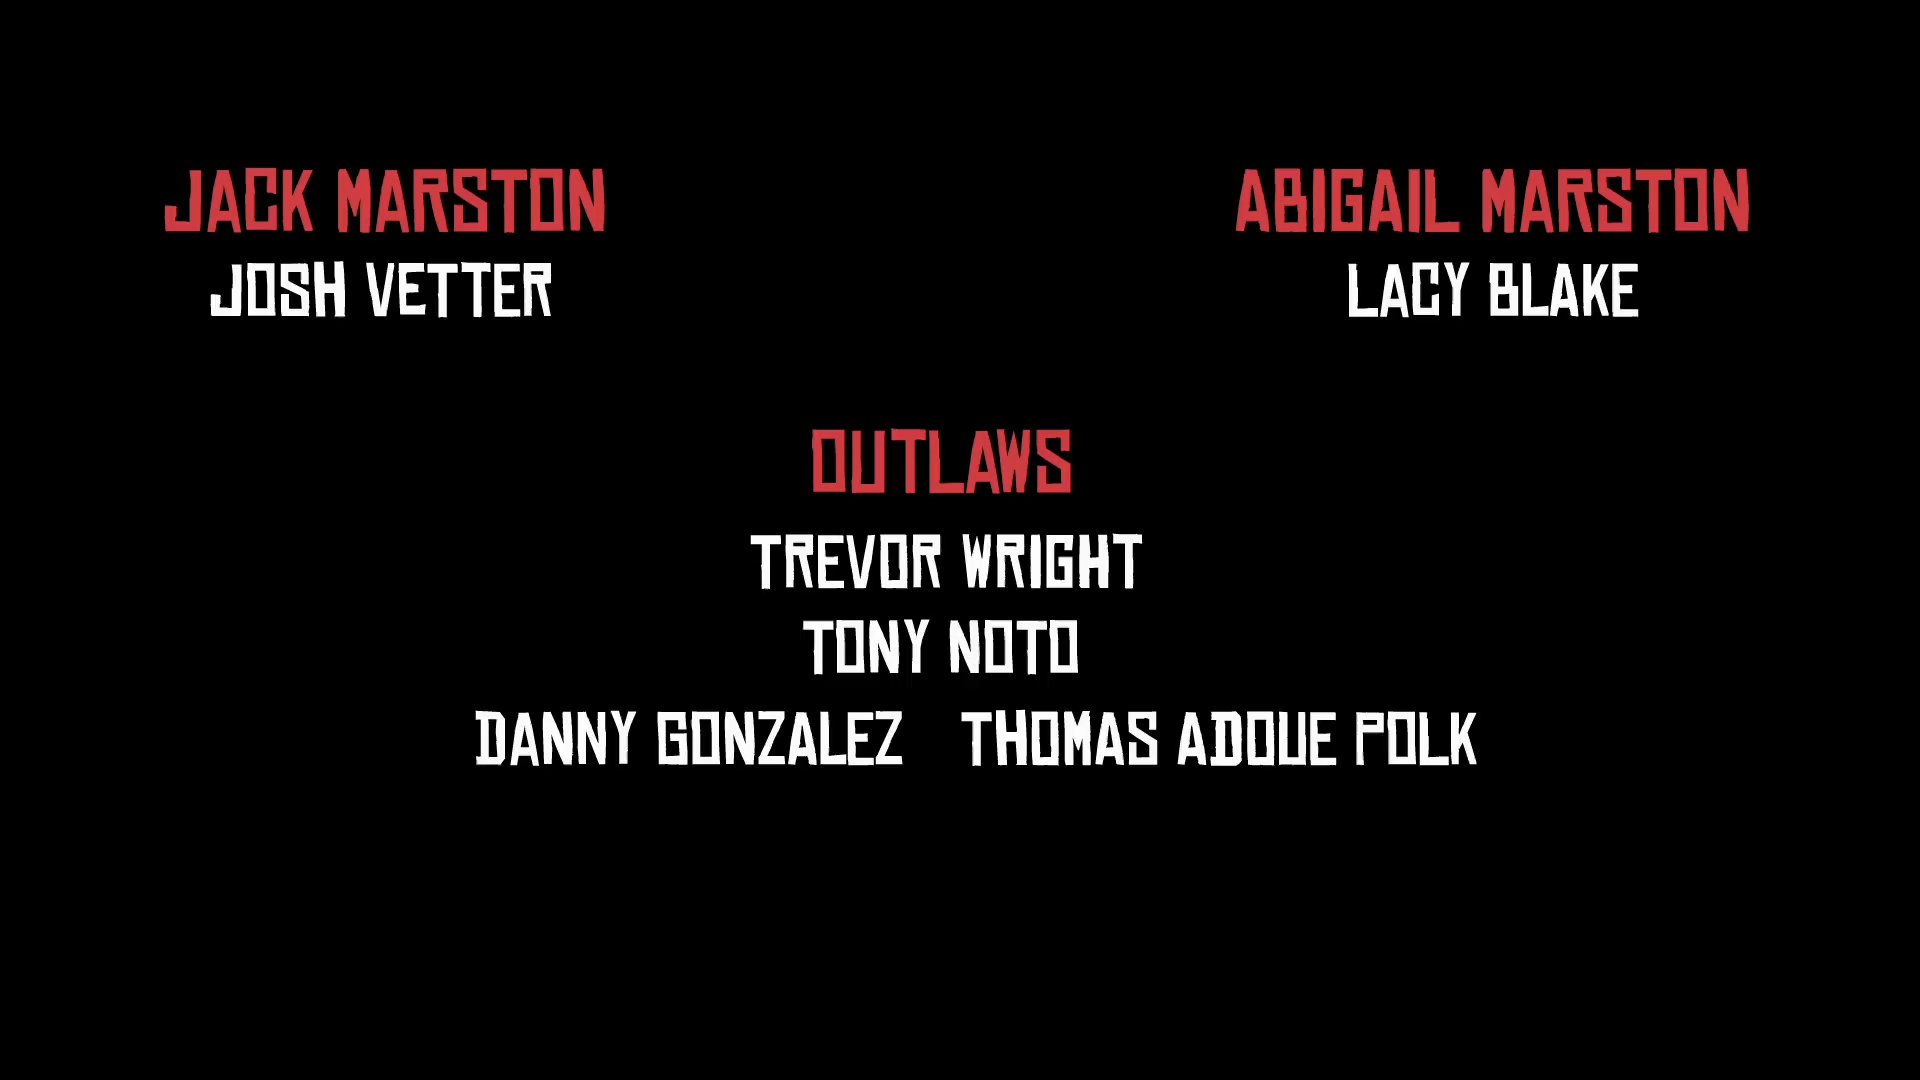 JACK MARSTON
JOSH VETTER
ABIGAIL MARSTON
LACY BLAKE
OUTLAWS
TREVOR WRIGHT
TONY NOTO
DANNY GONZALEZ THOMAS ADOUE POLK